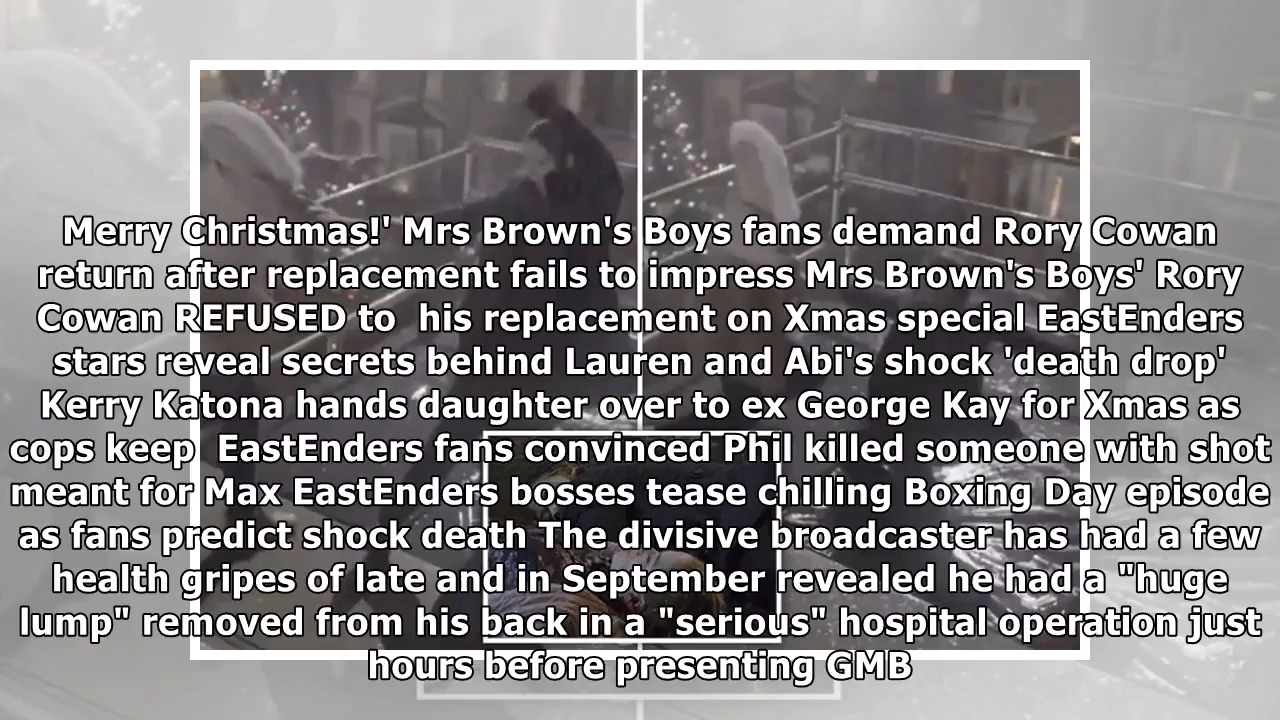 Merry Christmas!' Mrs Brown's Boys fans demand Rory Cowan
return after replacement fails to impress Mrs Brown's Boys' Rory
Cowan REFUSED to  his replacement on Xmas special EastEnders
stars reveal secrets behind Lauren and Abi's shock 'death drop'
Kerry Katona hands daughter over to ex George Kay for Xmas as
cops keep  EastEnders fans convinced Phil killed someone with shot
meant for Max EastEnders bosses tease chilling Boxing Day episode
as fans predict shock death The divisive broadcaster has had a few
health gripes of late and in September revealed he had a "huge
lump" removed from his back in a "serious" hospital operation just
hours before presenting GMB